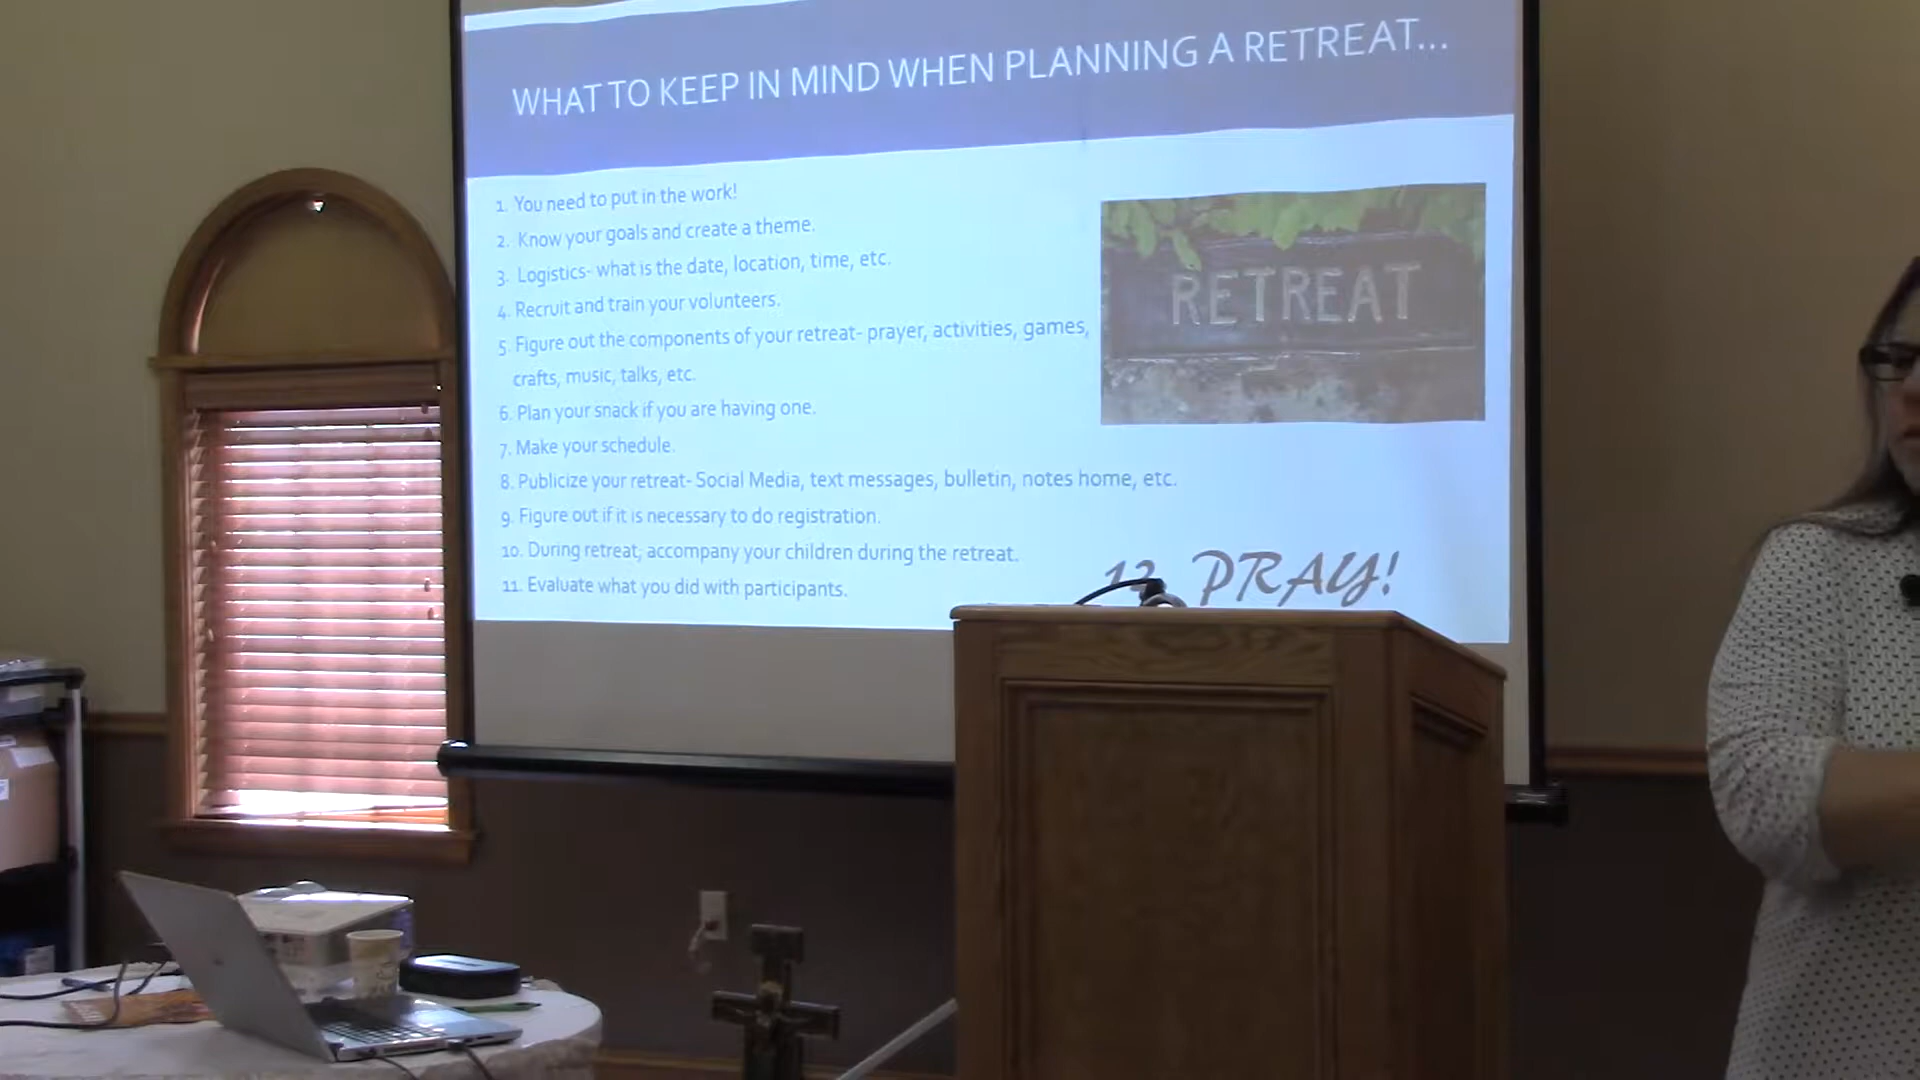 WHAT TO KEEP IN MIND WHEN PLANNING A RETREAT...
1. You need to put in the work!
2. Know your goals and create a theme.
3. Logistics- what is the date, location, time, etc.
4. Recruit and train your volunteers.
5. Figure out the components of your retreat- prayer, activities, games,
crafts, music, talks, etc.
6. Plan your snack if you are having one.
7. Make your schedule.
8. Publicize your retreat- Social Media, text messages, bulletin, notes home, etc.
9. Figure out if it is necessary to do registration.
10. During retreat; accompany your children during the retreat.
11. Evaluate what you did with participants.
RETREAT
PRAY!